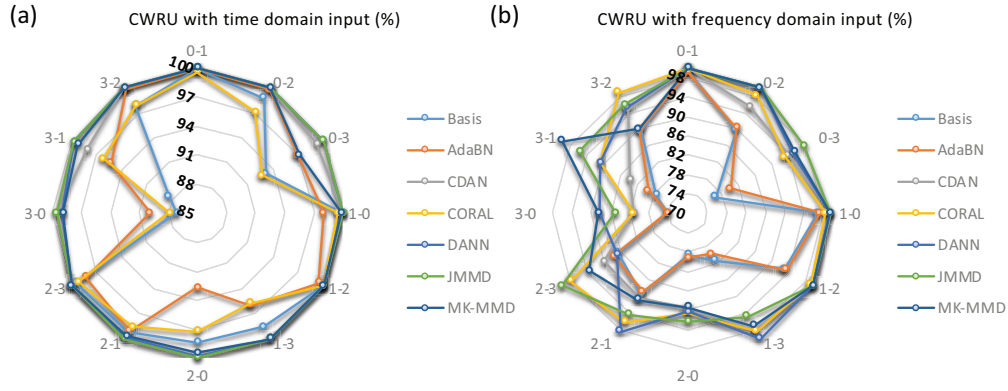 (a)
CWRU with time domain input (%)
0-1
0-2
0-3
1-0
1-2
1-3
2-0
2-1
2-3
3-0
3-1
3-2
100
97
94
91
88
85
Basis
AdaBN
CDAN
CORAL
DANN
JMMD
MK-MMD
(b)
CWRU with frequency domain input (%)
0-1
0-2
0-3
1-0
1-2
1-3
2-0
2-1
2-3
3-0
3-1
3-2
98
94
90
86
82
78
74
70
Basis
AdaBN
CDAN
CORAL
DANN
JMMD
MK-MMD